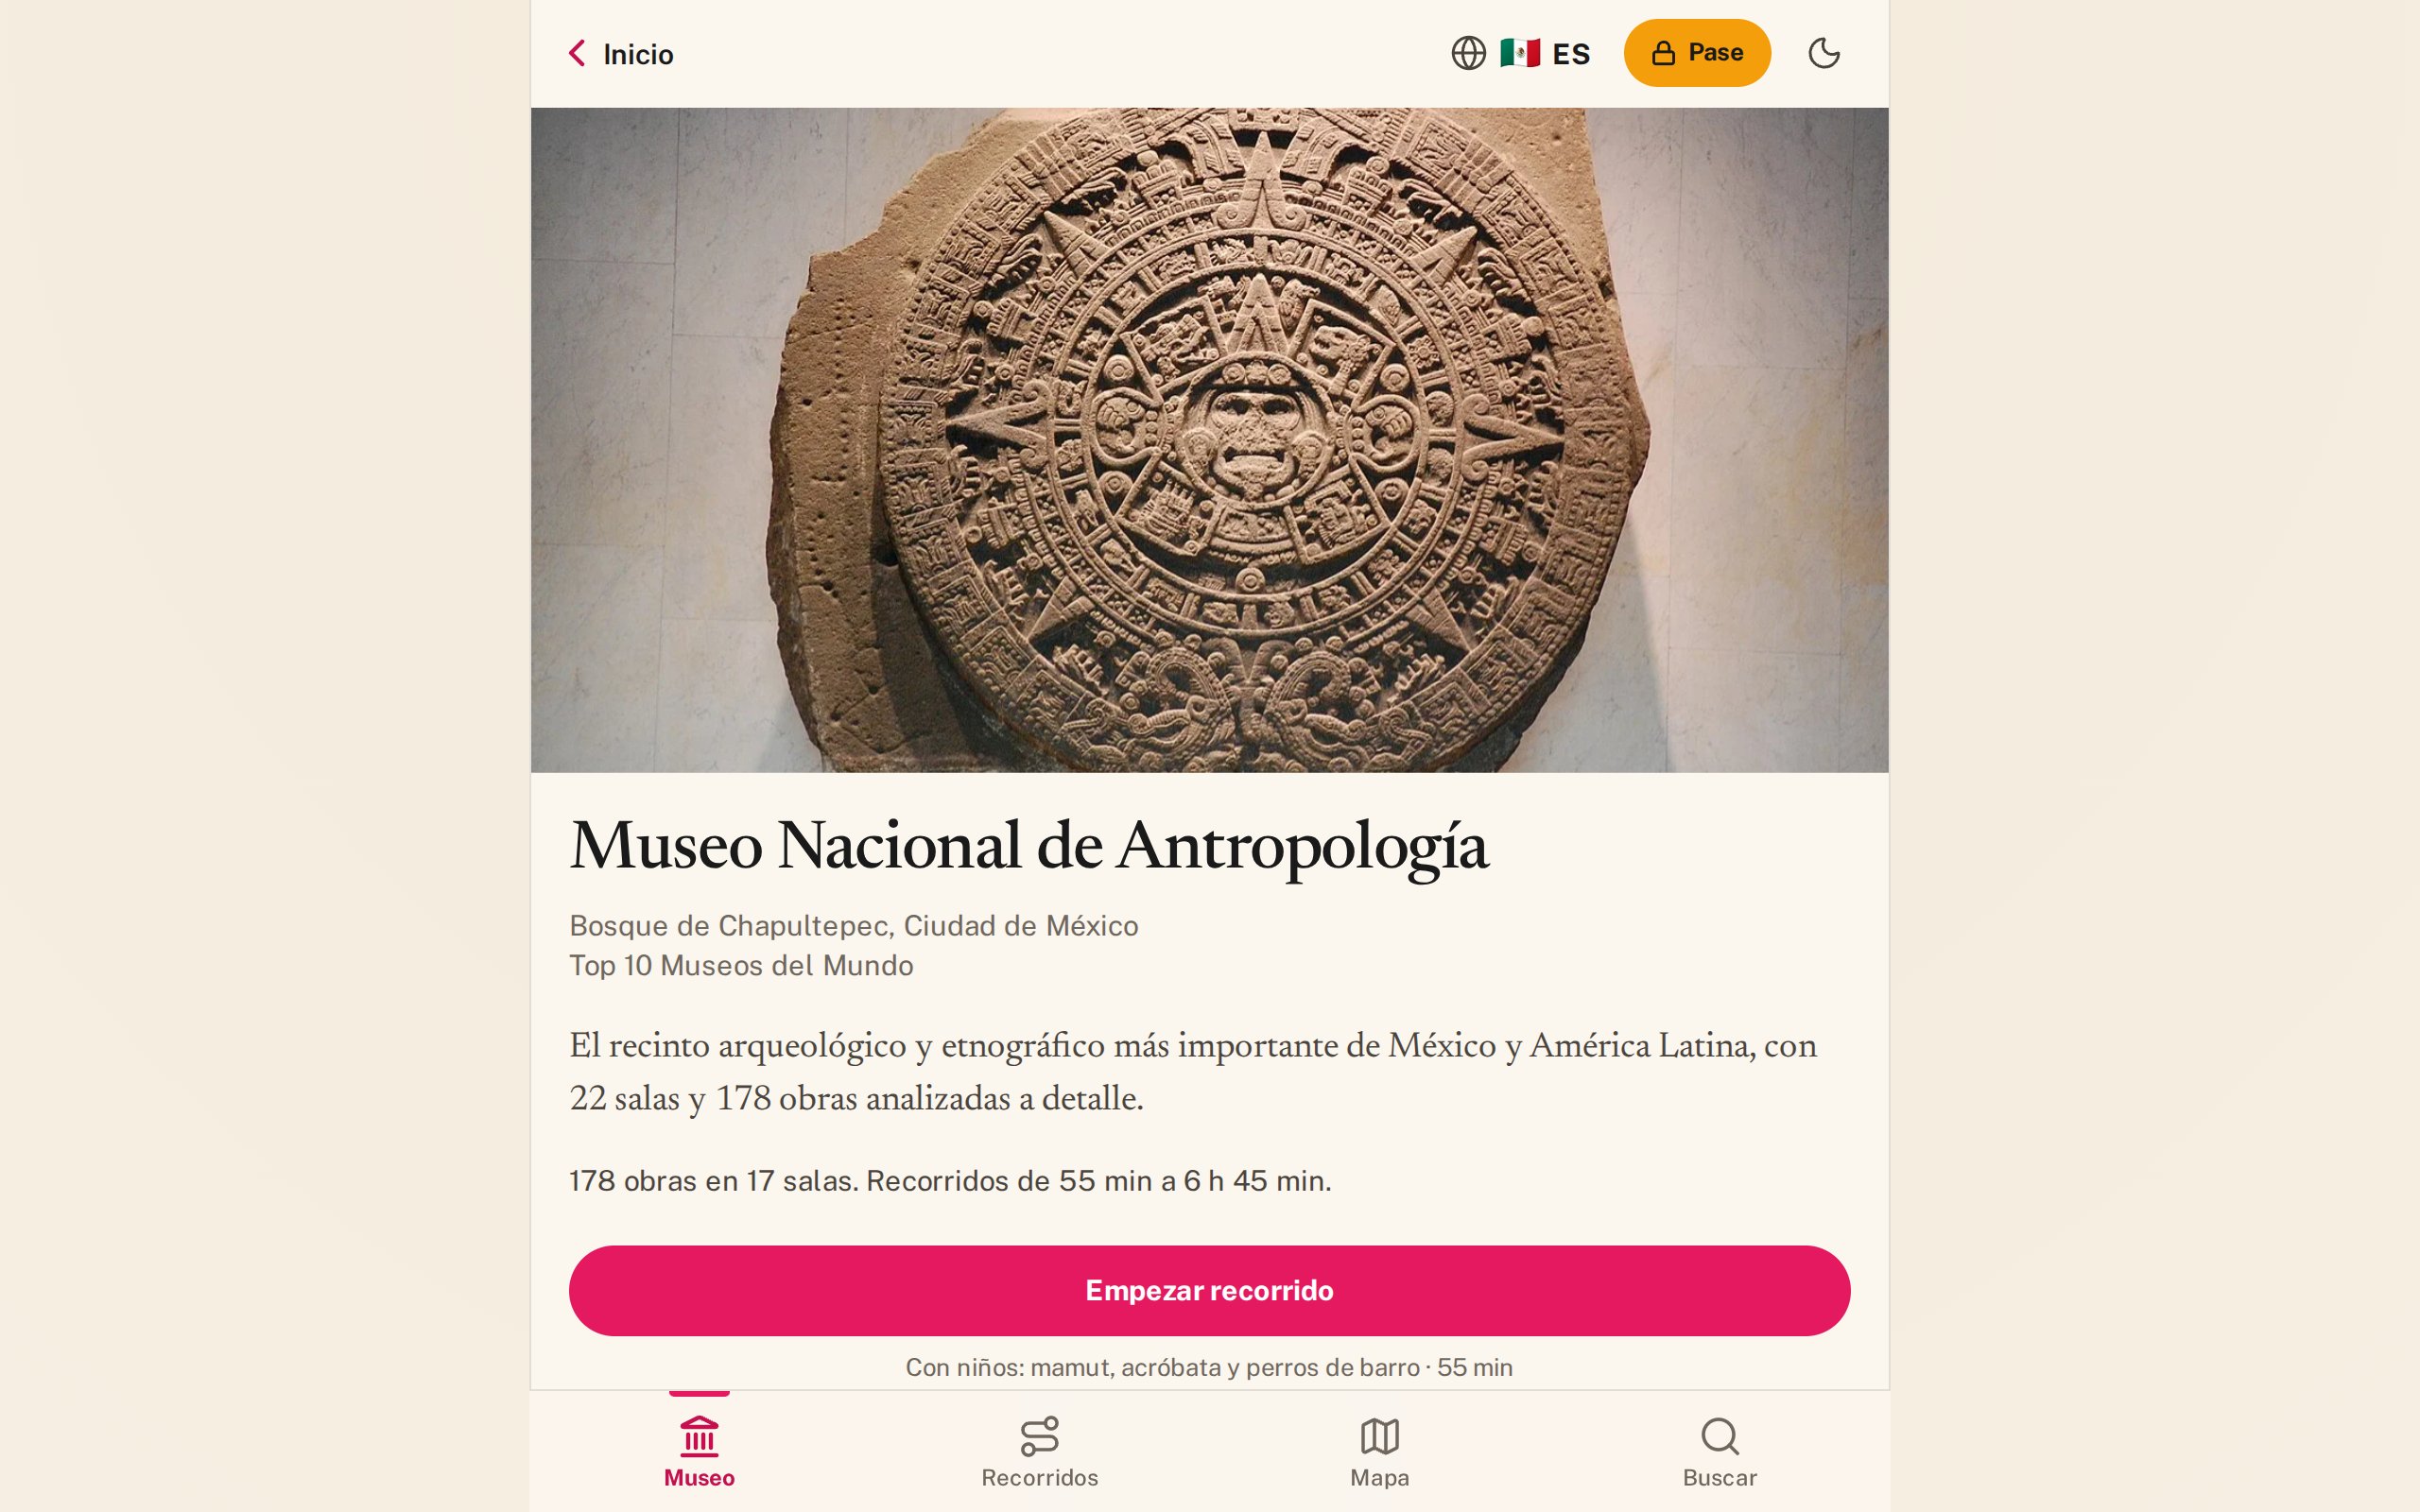 Inicio
ES
Pase
Museo Nacional de Antropología
Bosque de Chapultepec, Ciudad de México
Top 10 Museos del Mundo
El recinto arqueológico y etnográfico más importante de México y América Latina, con
22 salas y 178 obras analizadas a detalle.
178 obras en 17 salas. Recorridos de 55 min a 6 h 45 min.
Empezar recorrido
Con niños: mamut, acróbata y perros de barro · 55 min
Museo
Recorridos
Mapa
Buscar